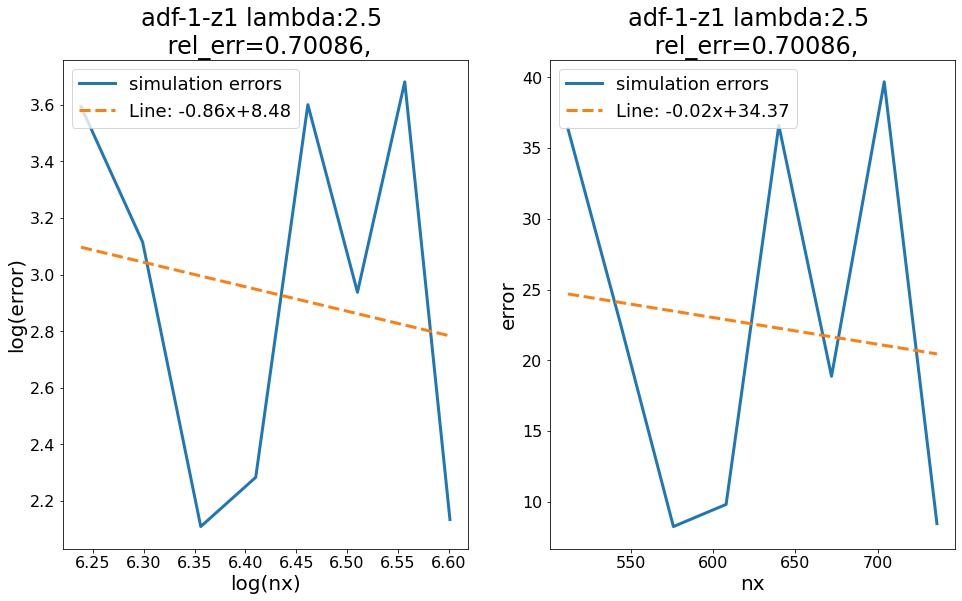 adf-1-z1 lambda:2.5
rel_err=0.70086,
simulation errors
Line: -0.86x+8.48
log(error)
3.6
3.4
3.2
3.0
2.8
2.6
2.4
2.2
6.25 6.30 6.35 6.40 6.45 6.50 6.55 6.60
log(nx)
adf-1-z1 lambda:2.5
rel_err=0.70086,
simulation errors
Line: -0.02x+34.37
error
40
35
30
25
20
15
10
550 600 650 700
nx